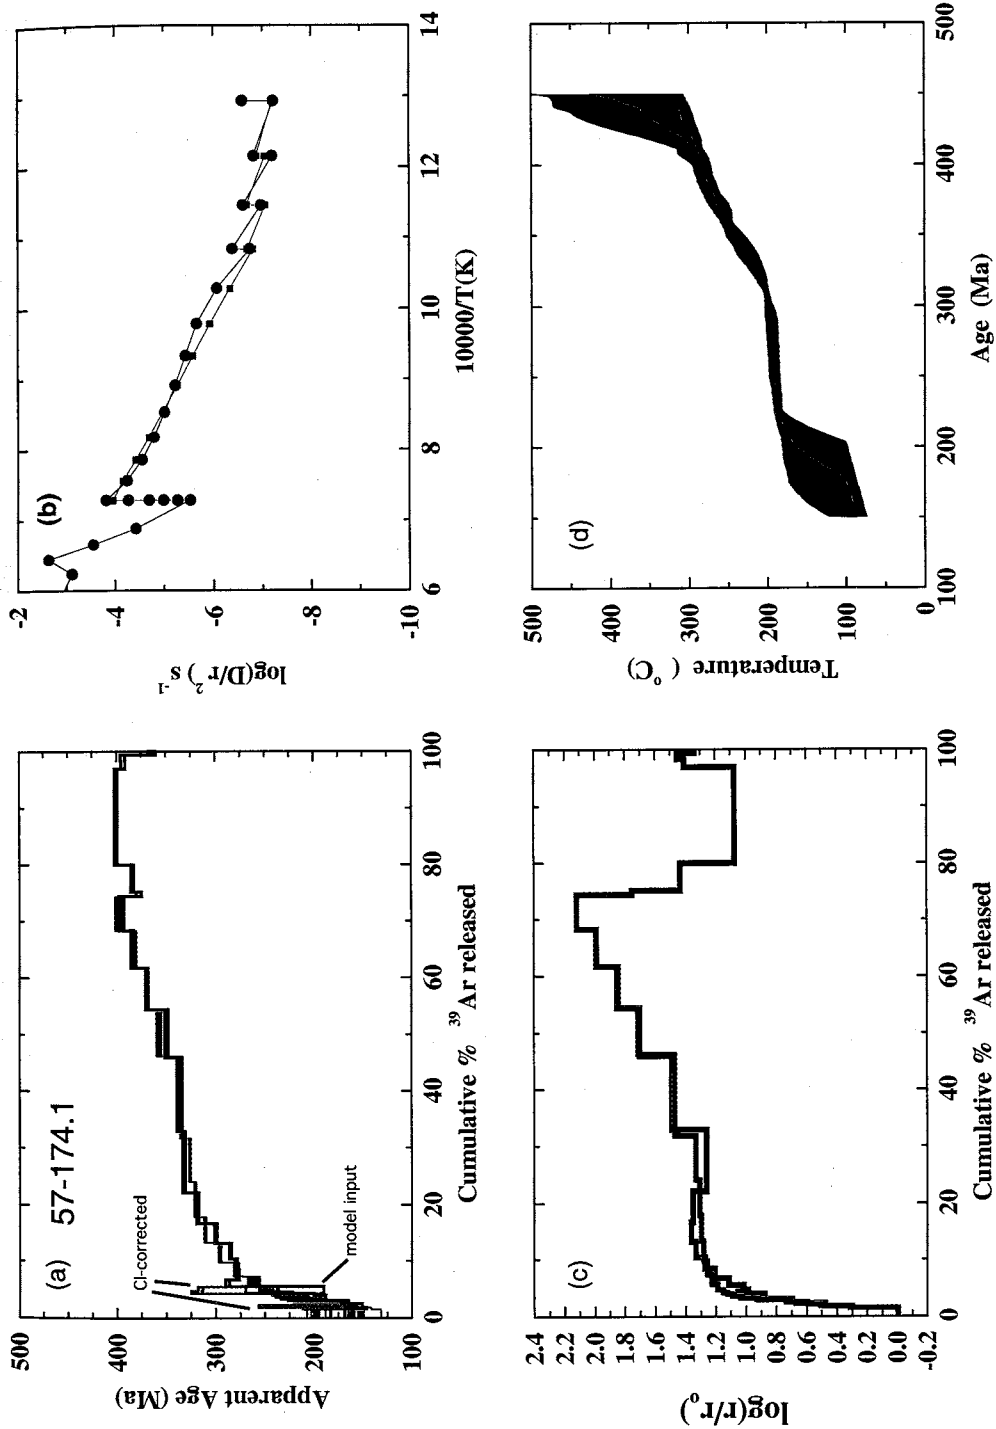 (a) 57-174.1
500
400
300
200
100
Apparent Age (Ma)
Cl-corrected
model input
0 20 40 60 80 100
Cumulative % ³⁹Ar released
(b)
-2
-4
-6
-8
-10
log(D/r²) s⁻¹
6 8 10 12 14
10000/T(K)
(c)
2.4
2.2
2.0
1.8
1.6
1.4
1.2
1.0
0.8
0.6
0.4
0.2
0.0
-0.2
log(r/rₒ)
0 20 40 60 80 100
Cumulative % ³⁹Ar released
(d)
500
400
300
200
100
0
Temperature (°C)
100 200 300 400 500
Age (Ma)